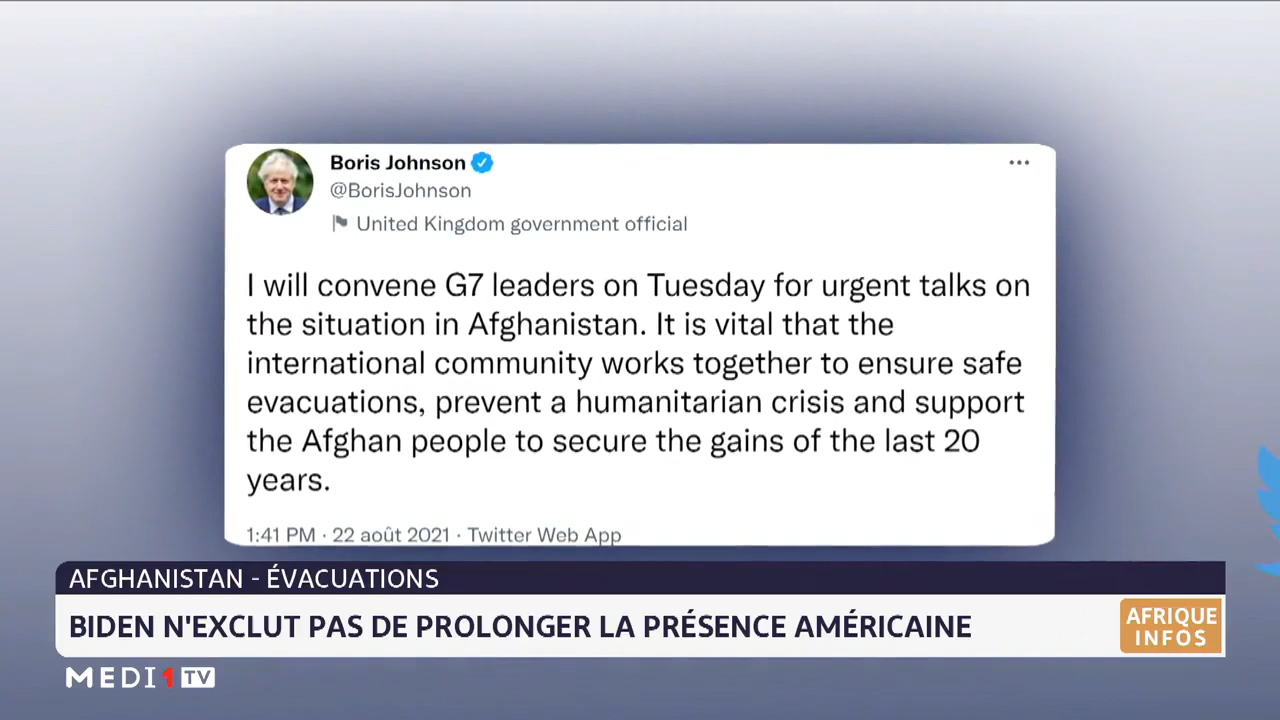 Boris Johnson
@BorisJohnson
United Kingdom government official
I will convene G7 leaders on Tuesday for urgent talks on
the situation in Afghanistan. It is vital that the
international community works together to ensure safe
evacuations, prevent a humanitarian crisis and support
the Afghan people to secure the gains of the last 20
years.
1:41 PM · 22 août 2021 · Twitter Web App
AFGHANISTAN - ÉVACUATIONS
BIDEN N'EXCLUT PAS DE PROLONGER LA PRÉSENCE AMÉRICAINE
AFRIQUE
INFOS
MEDI1TV